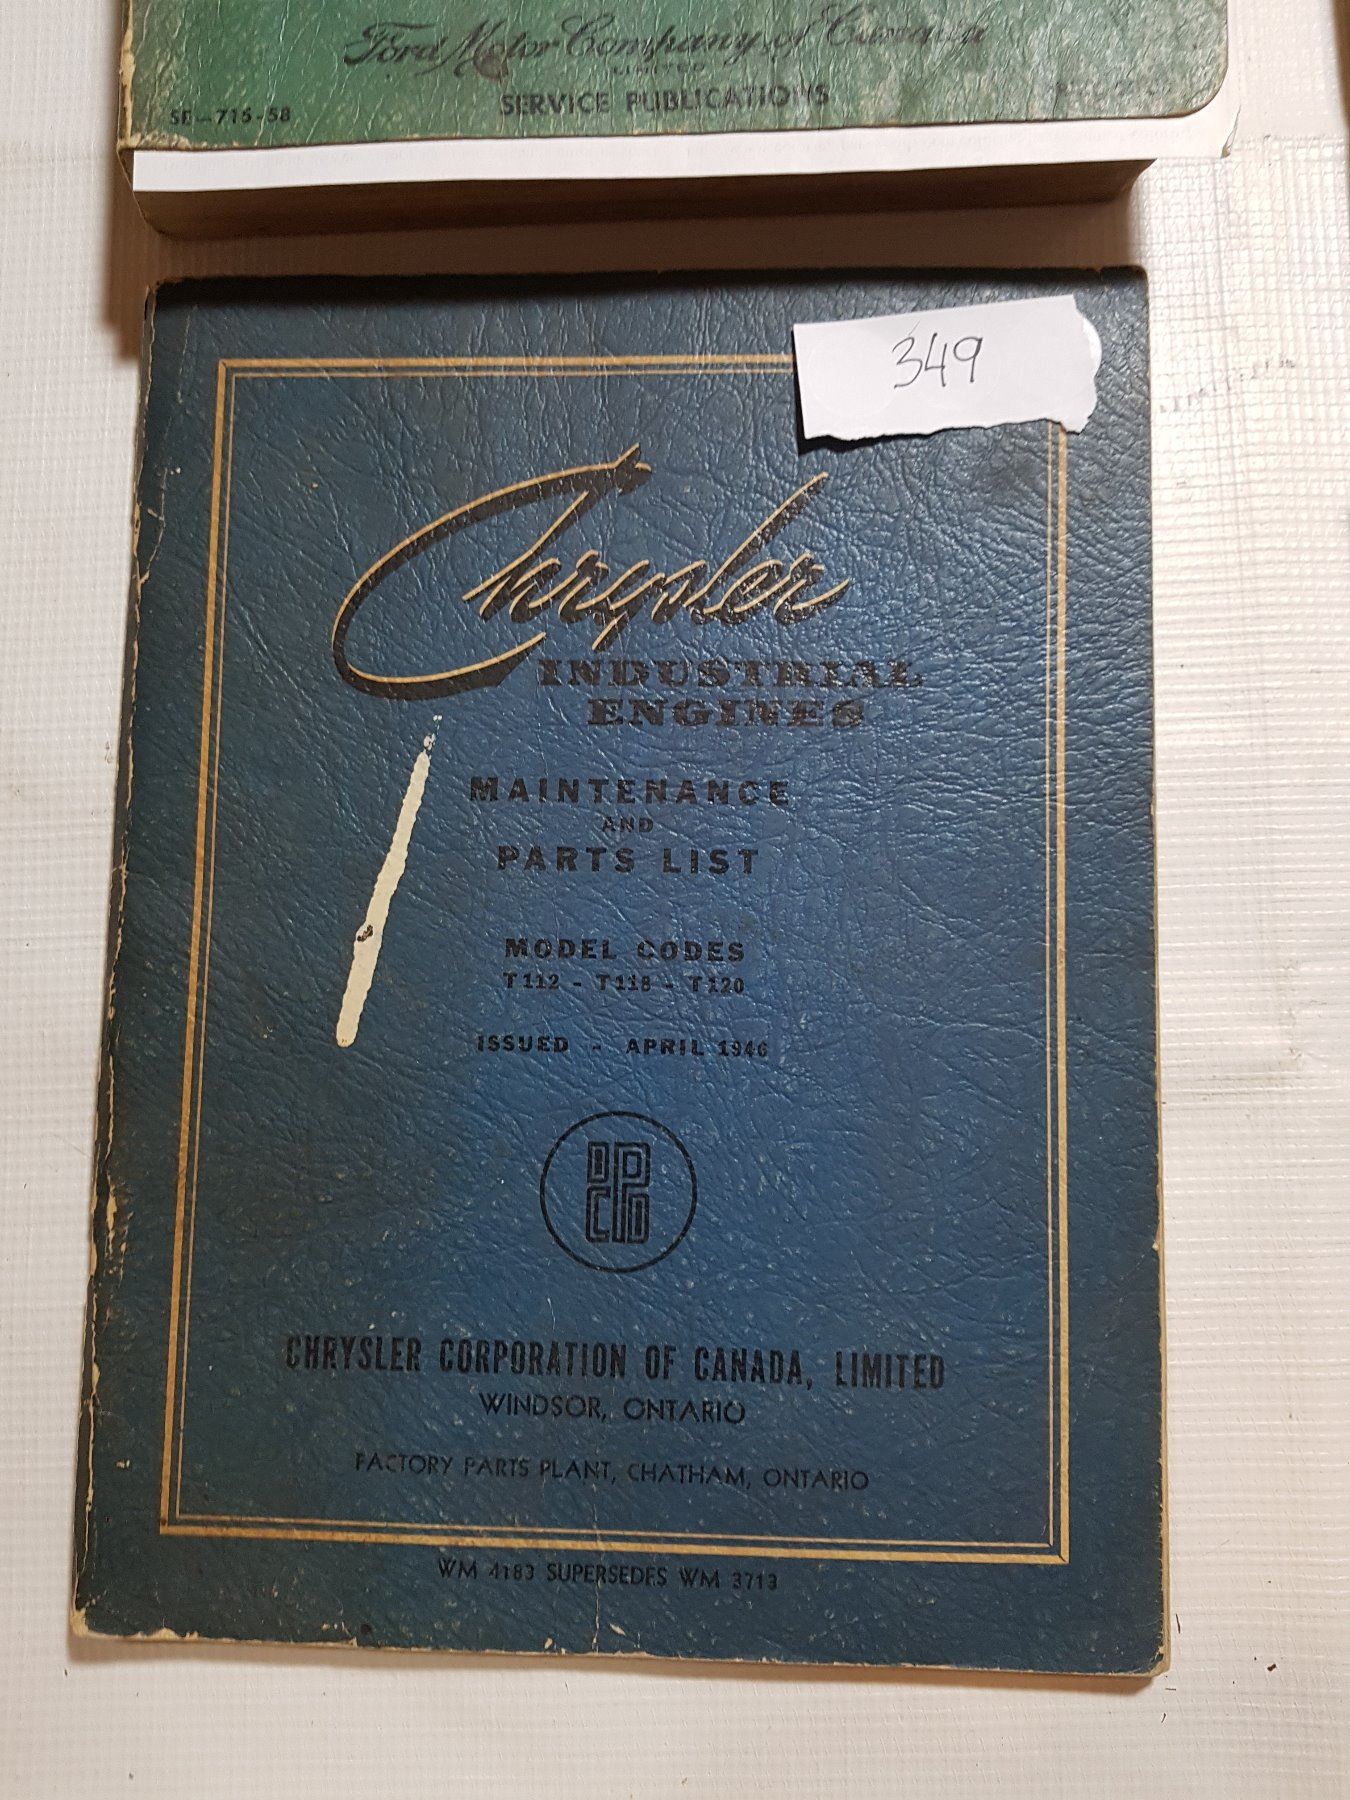 Ford Motor Company of Canada
LIMITED
SERVICE PUBLICATIONS
SE-716-58
349
Chrysler
INDUSTRIAL
ENGINES
MAINTENANCE
AND
PARTS LIST
MODEL CODES
T112 - T118 - T120
ISSUED - APRIL 1946
CHRYSLER CORPORATION OF CANADA, LIMITED
WINDSOR, ONTARIO
FACTORY PARTS PLANT, CHATHAM, ONTARIO
WM 4183 SUPERSEDES WM 3713